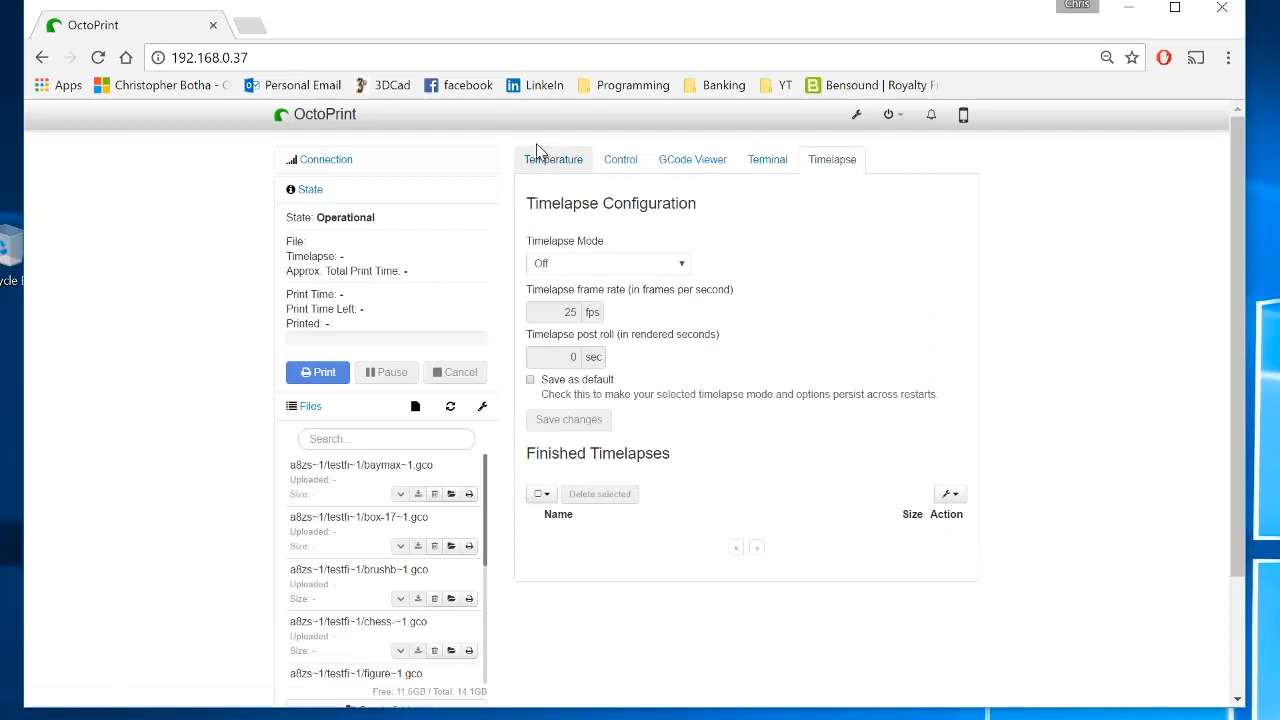 Chris
OctoPrint
192.168.0.37
Apps Christopher Botha - Personal Email 3DCad facebook LinkeIn Programming Banking YT Bensound | Royalty Fr
OctoPrint
Connection
State
State: Operational
File:
Timelapse: -
Approx. Total Print Time: -
Print Time: -
Print Time Left: -
Printed: -
Print Pause Cancel
Files
Search...
a8zs~1/testfi~1/baymax~1.gco
Uploaded: -
Size: -
a8zs~1/testfi~1/box-17~1.gco
Uploaded: -
Size: -
a8zs~1/testfi~1/brushb~1.gco
Uploaded: -
Size: -
a8zs~1/testfi~1/chess-~1.gco
Uploaded: -
Size: -
a8zs~1/testfi~1/figure~1.gco
Free: 11.6GB / Total: 14.1GB
Temperature Control GCode Viewer Terminal Timelapse
Timelapse Configuration
Timelapse Mode
Off
Timelapse frame rate (in frames per second)
25 fps
Timelapse post roll (in rendered seconds)
0 sec
Save as default
Check this to make your selected timelapse mode and options persist across restarts.
Save changes
Finished Timelapses
Delete selected
Name Size Action
« »